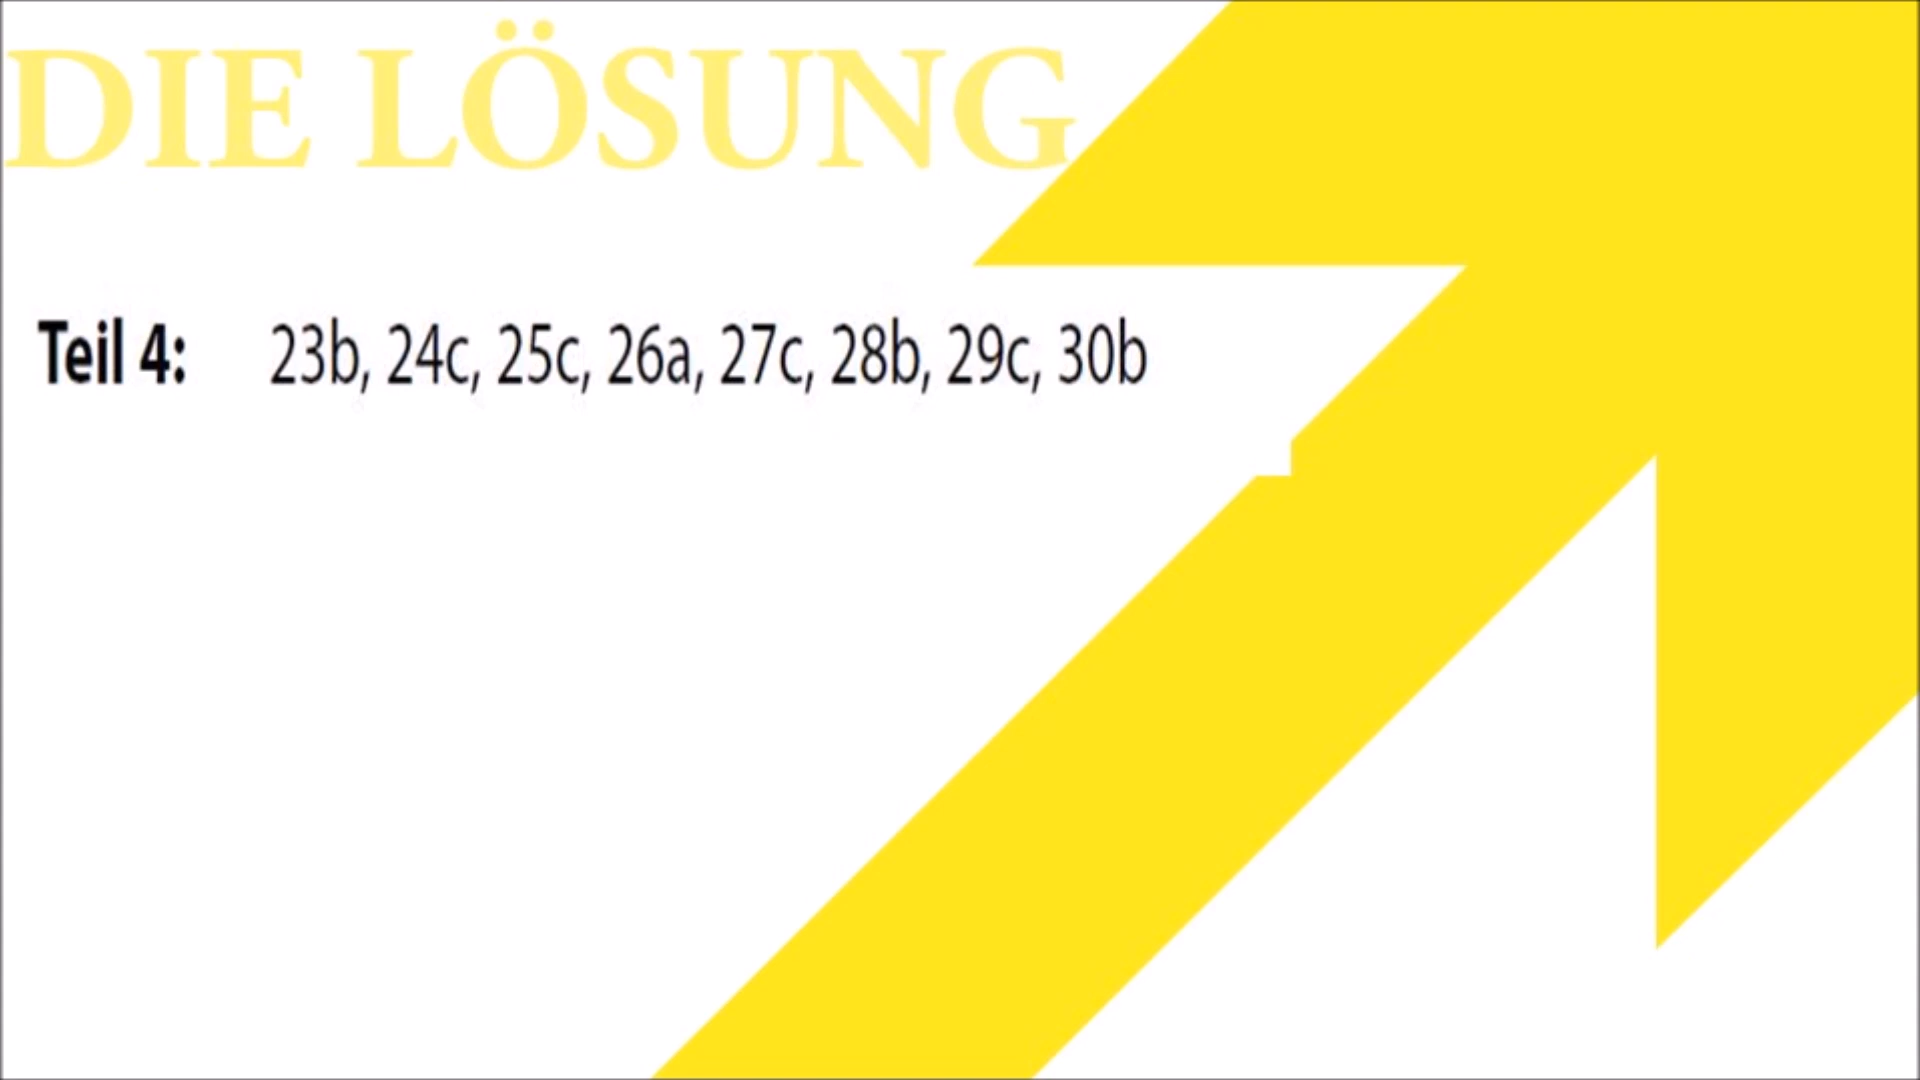 DIE LÖSUNG
Teil 4: 23b, 24c, 25c, 26a, 27c, 28b, 29c, 30b